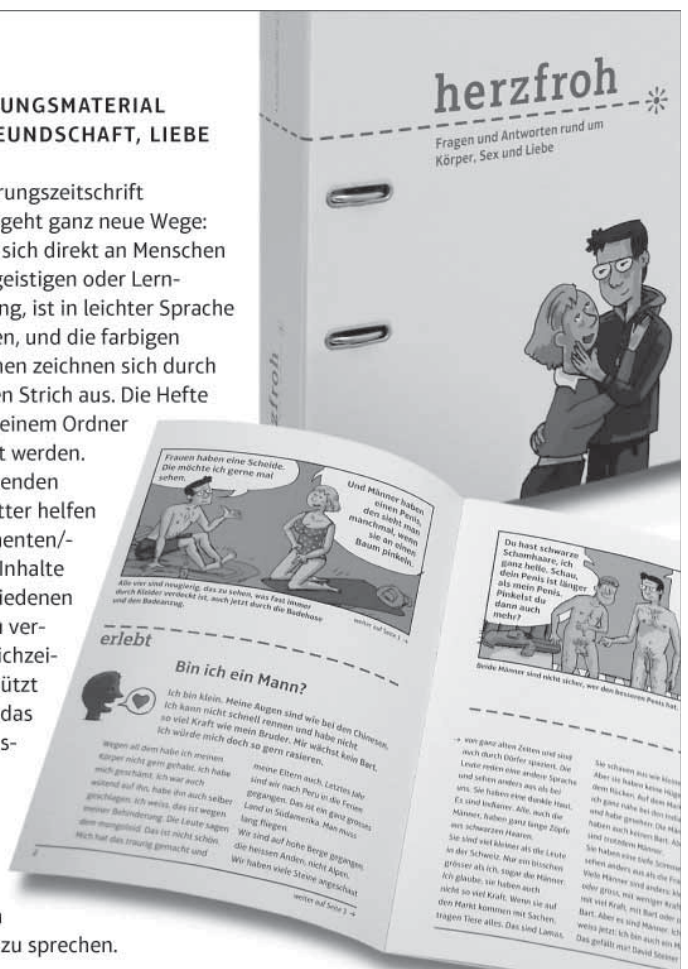 UNGSMATERIAL
EUNDSCHAFT, LIEBE
rungszeitschrift
geht ganz neue Wege:
sich direkt an Menschen
geistigen oder Lern-
ng, ist in leichter Sprache
en, und die farbigen
nen zeichnen sich durch
en Strich aus. Die Hefte
einem Ordner
t werden.
enden
tter helfen
nenten/-
Inhalte
iedenen
n ver-
ichzei-
ützt
das
s-
n
zu sprechen.
herzfroh
Fragen und Antworten rund um
Körper, Sex und Liebe
Frauen haben eine Scheide.
Die möchte ich gerne mal
sehen.
Und Männer haben
einen Penis,
den sieht man
manchmal, wenn
sie an einen
Baum pinkeln.
Alle vier sind neugierig, das zu sehen, was fast immer
durch Kleider verdeckt ist, auch jetzt durch die Badehose
und den Badeanzug.
weiter auf Seite 3 →
erlebt
Bin ich ein Mann?
Ich bin klein. Meine Augen sind wie bei den Chinesen.
Ich kann nicht schnell rennen und habe nicht
so viel Kraft wie mein Bruder. Mir wächst kein Bart.
Ich würde mich doch so gern rasieren.
Wegen all dem habe ich meinen
Körper nicht gern gehabt. Ich habe
mich geschämt. Ich war auch
wütend auf ihn, habe ihn auch selber
geschlagen. Ich weiss, das ist wegen
meiner Behinderung. Die Leute sagen
dem mongoloid. Das ist nicht schön.
Mich hat das traurig gemacht und
meine Eltern auch. Letztes Jahr
sind wir nach Peru in die Ferien
gegangen. Das ist ein ganz grosses
Land in Südamerika. Man muss
lang fliegen.
Wir sind auf hohe Berge gegangen,
die heissen Anden, nicht Alpen.
Wir haben viele Steine angeschaut
weiter auf Seite 3 →
Du hast schwarze
Schamhaare, ich
ganz helle. Schau,
dein Penis ist länger
als mein Penis.
Pinkelst du
dann auch
mehr?
Beide Männer sind nicht sicher, wer den besseren Penis hat.
→ von ganz alten Zeiten und sind
auch durch Dörfer spaziert. Die
Leute reden eine andere Sprache
und sehen anders aus als bei
uns. Sie haben eine dunkle Haut.
Es sind Indianer. Alle, auch die
Männer, haben ganz lange Zöpfe
aus schwarzen Haaren.
Sie sind viel kleiner als die Leute
in der Schweiz. Nur ein bisschen
grösser als ich, sogar die Männer.
Ich glaube, sie haben auch
nicht so viel Kraft. Wenn sie auf
den Markt kommen mit Sachen,
tragen Tiere alles. Das sind Lamas.
Sie schauen aus wie kleine
Aber sie haben keine Höge
dem Rücken. Auf dem Mar
ich ganz nahe bei den India
und habe gesehen: Die Män
haben auch keinen Bart. Ab
sind trotzdem Männer.
Sie haben eine tiefe Stimme
sehen anders aus als die Fra
Viele Männer sind anders: kle
oder gross, mit weniger Kraft
mit viel Kraft, mit Bart oder o
Bart. Aber es sind Männer. Ich
weiss jetzt: Ich bin auch ein M
Das gefällt mir! David Steiner